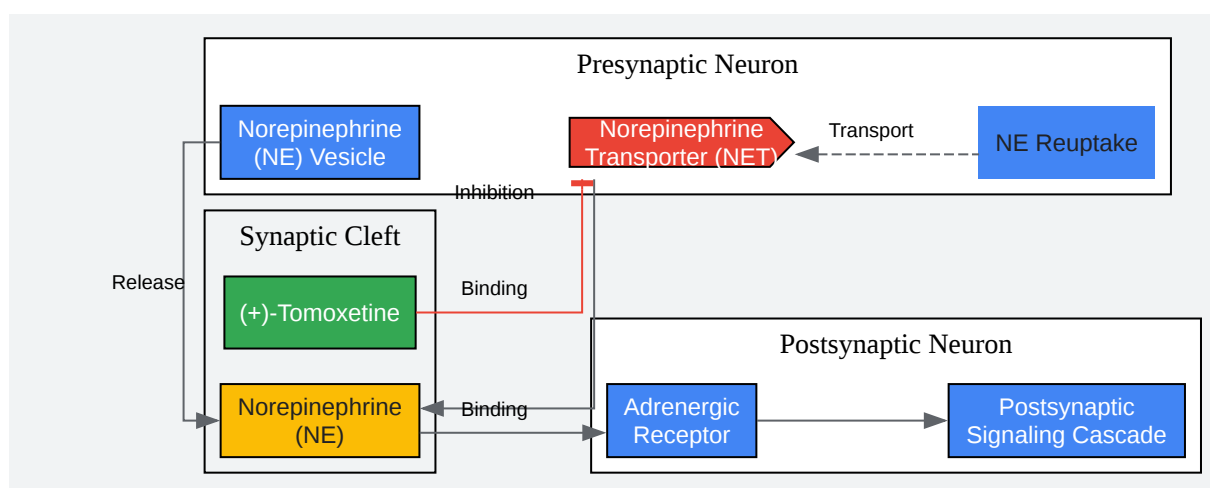 Presynaptic Neuron
Norepinephrine
(NE) Vesicle
Norepinephrine
Transporter (NET)
Transport
NE Reuptake
Inhibition
Synaptic Cleft
Release
(+)-Tomoxetine
Binding
Postsynaptic Neuron
Norepinephrine
(NE)
Binding
Adrenergic
Receptor
Postsynaptic
Signaling Cascade